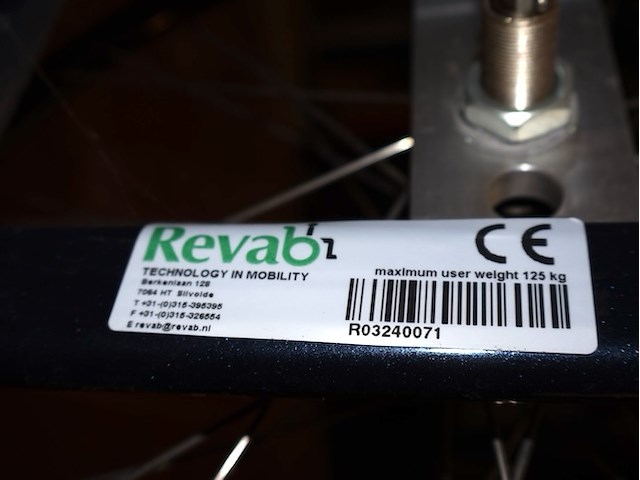 Revab
TECHNOLOGY IN MOBILITY
Berkenlaan 128
7064 HT Silvolde
T +31-(0)315-395395
F +31-(0)315-326554
E revab@revab.nl
CE
maximum user weight 125 kg
R03240071